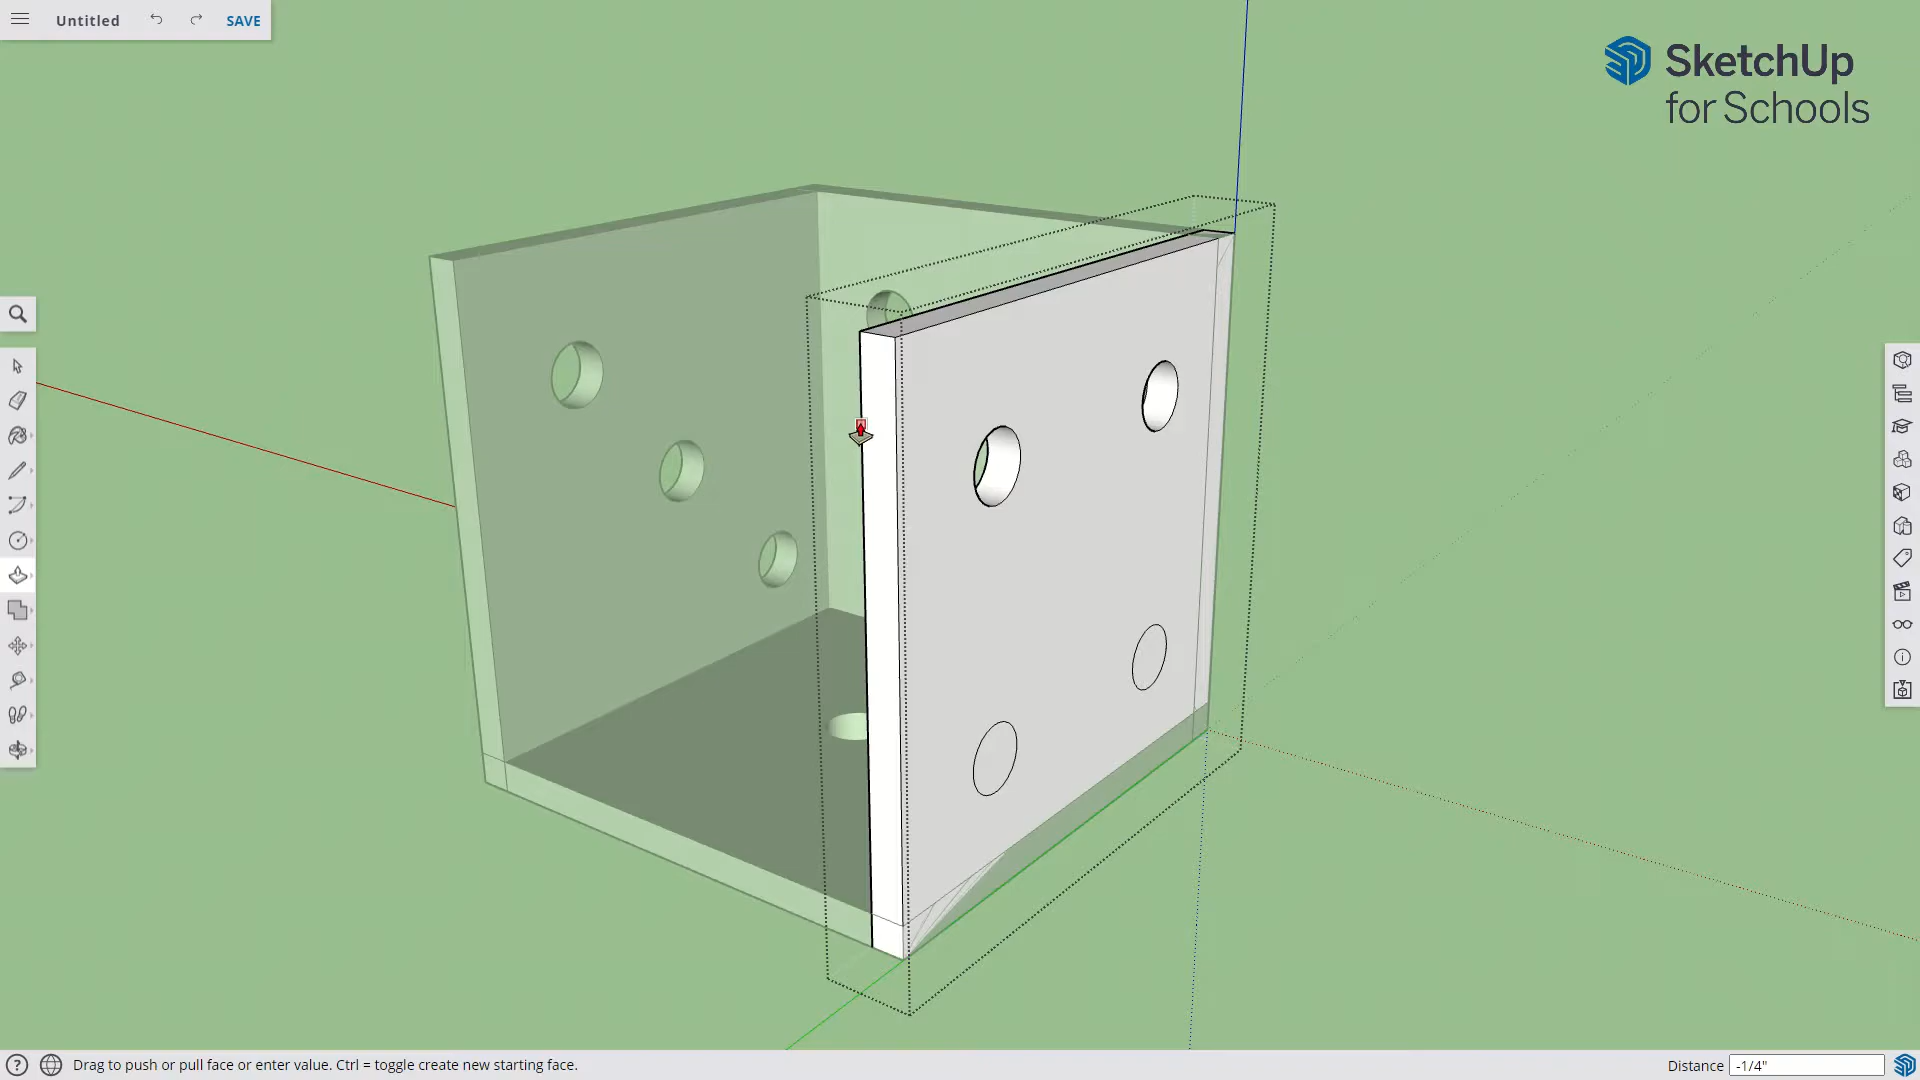 Untitled
SAVE
SketchUp
for Schools
Drag to push or pull face or enter value. Ctrl = toggle create new starting face.
Distance -1/4"